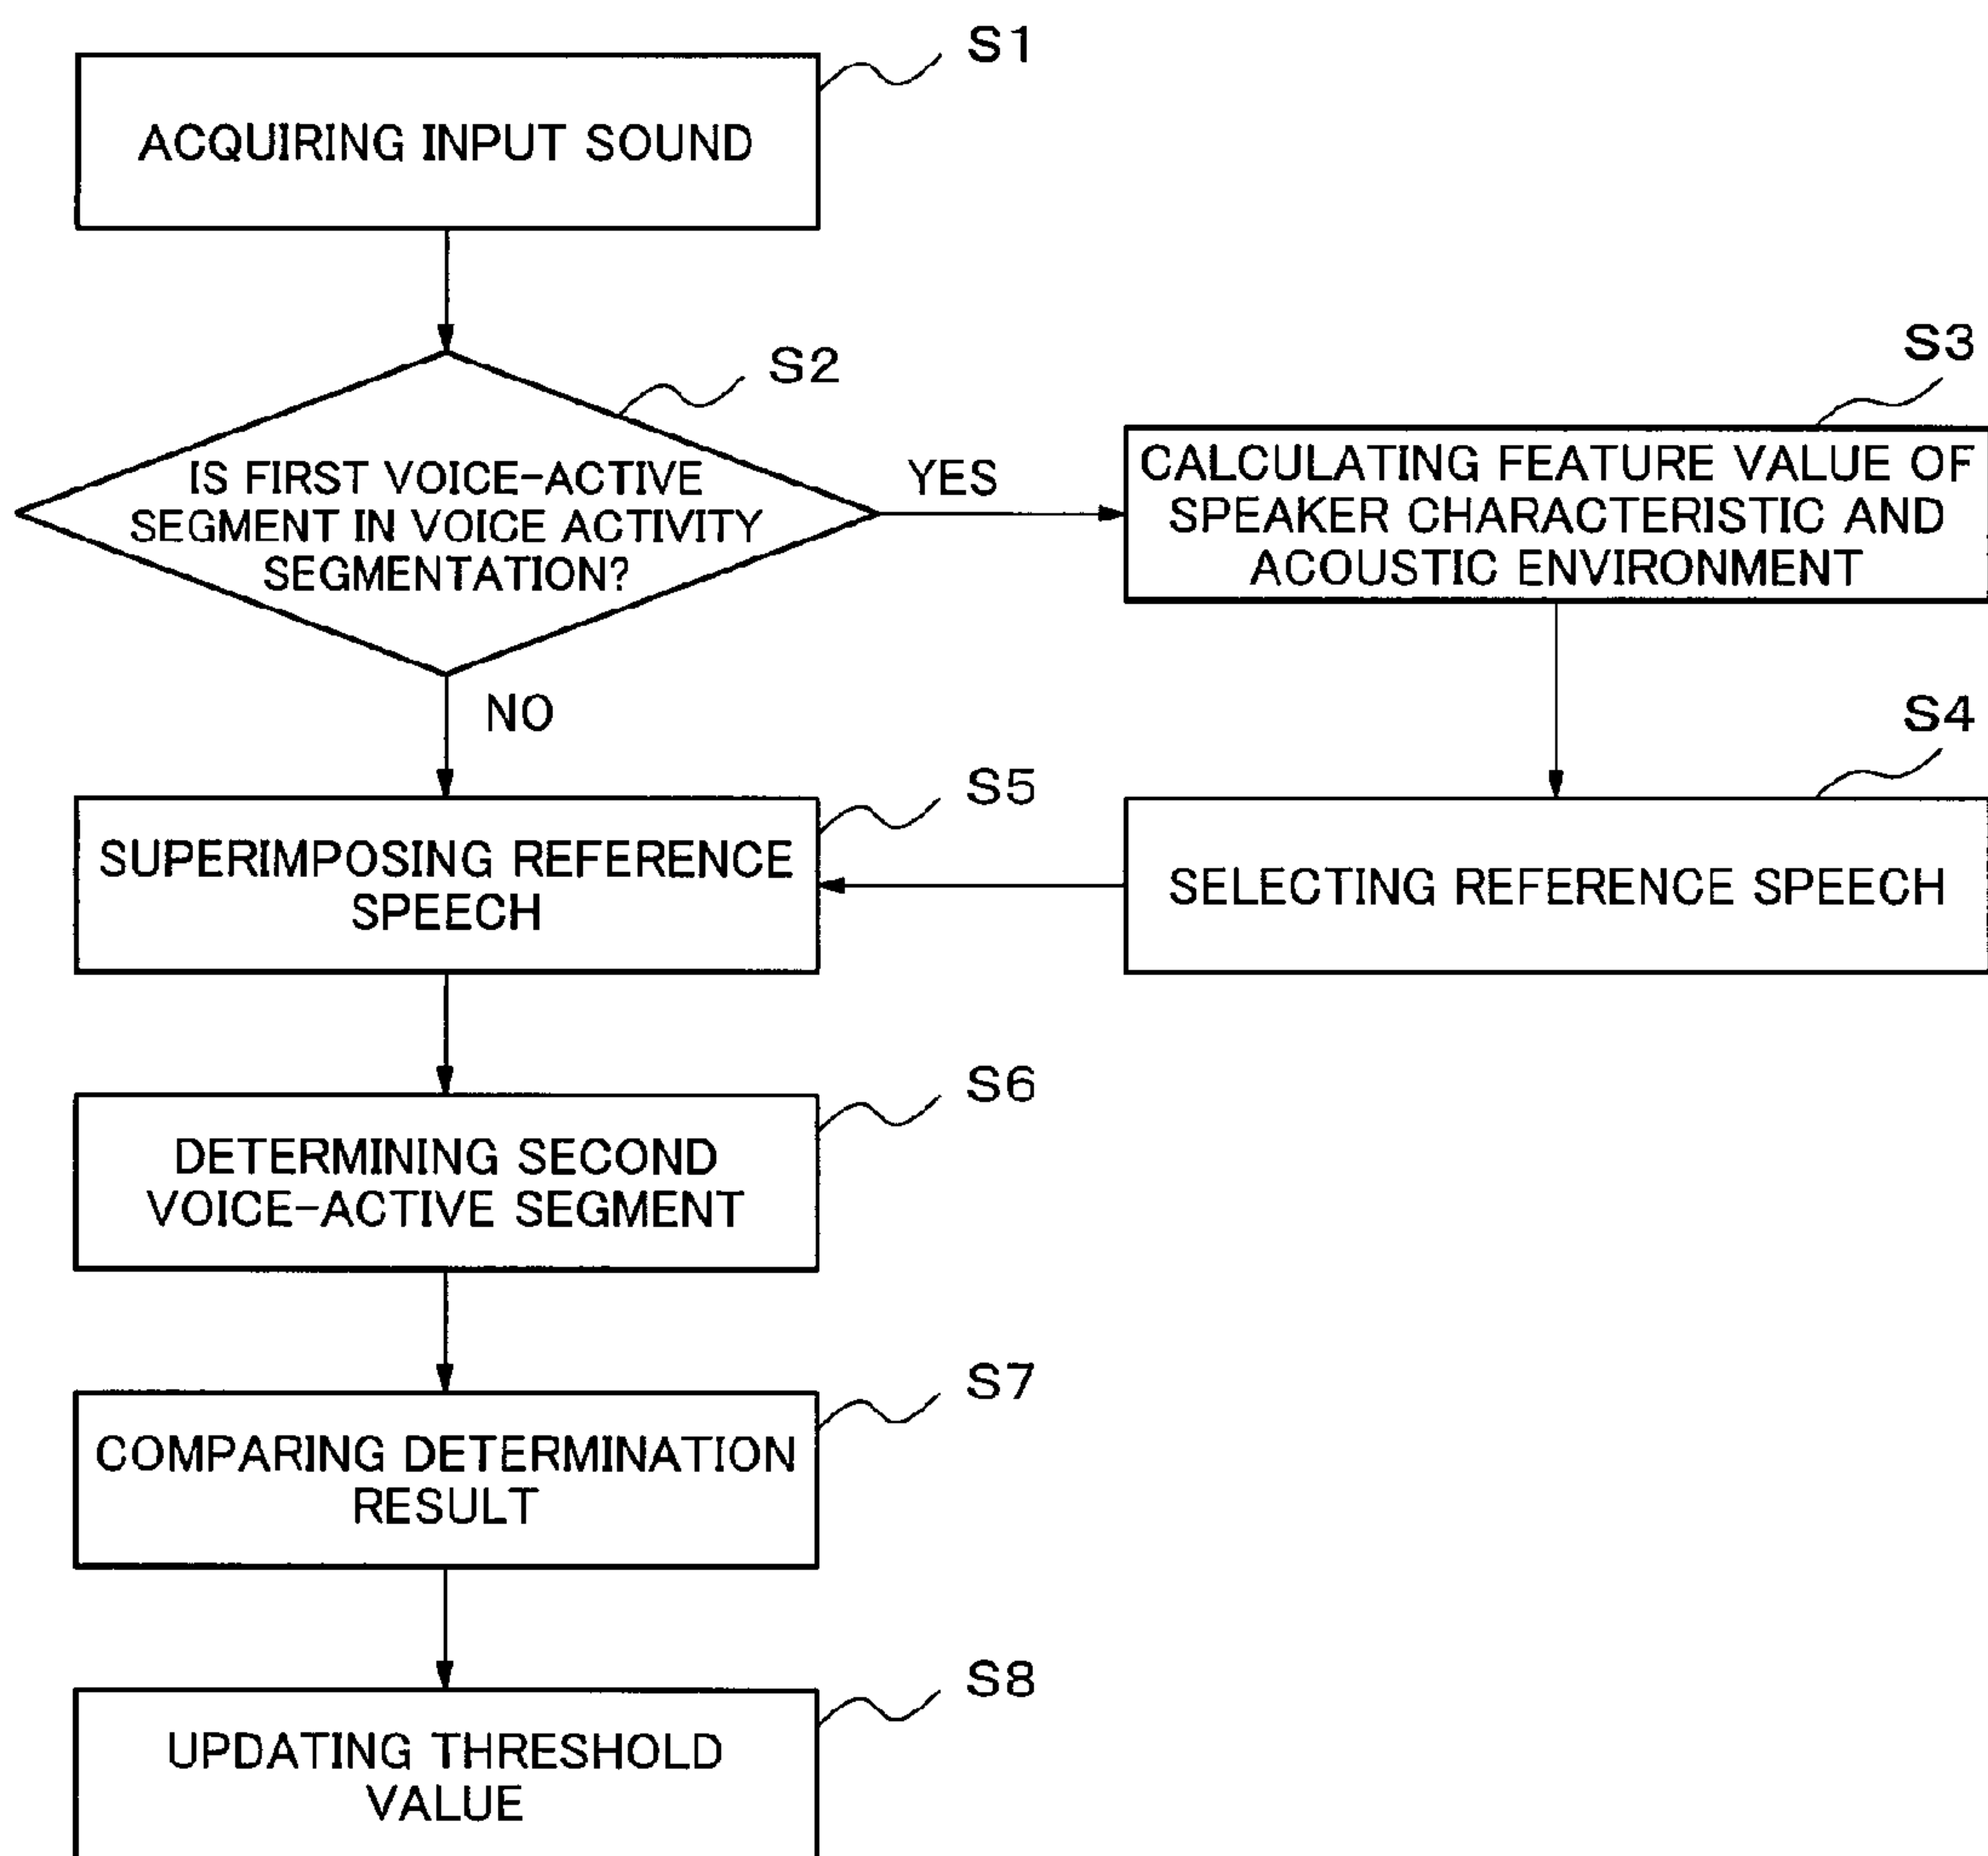 S1
ACQUIRING INPUT SOUND
S2
IS FIRST VOICE-ACTIVE
SEGMENT IN VOICE ACTIVITY
SEGMENTATION?
YES
NO
S3
CALCULATING FEATURE VALUE OF
SPEAKER CHARACTERISTIC AND
ACOUSTIC ENVIRONMENT
S4
SELECTING REFERENCE SPEECH
S5
SUPERIMPOSING REFERENCE
SPEECH
S6
DETERMINING SECOND
VOICE-ACTIVE SEGMENT
S7
COMPARING DETERMINATION
RESULT
S8
UPDATING THRESHOLD
VALUE